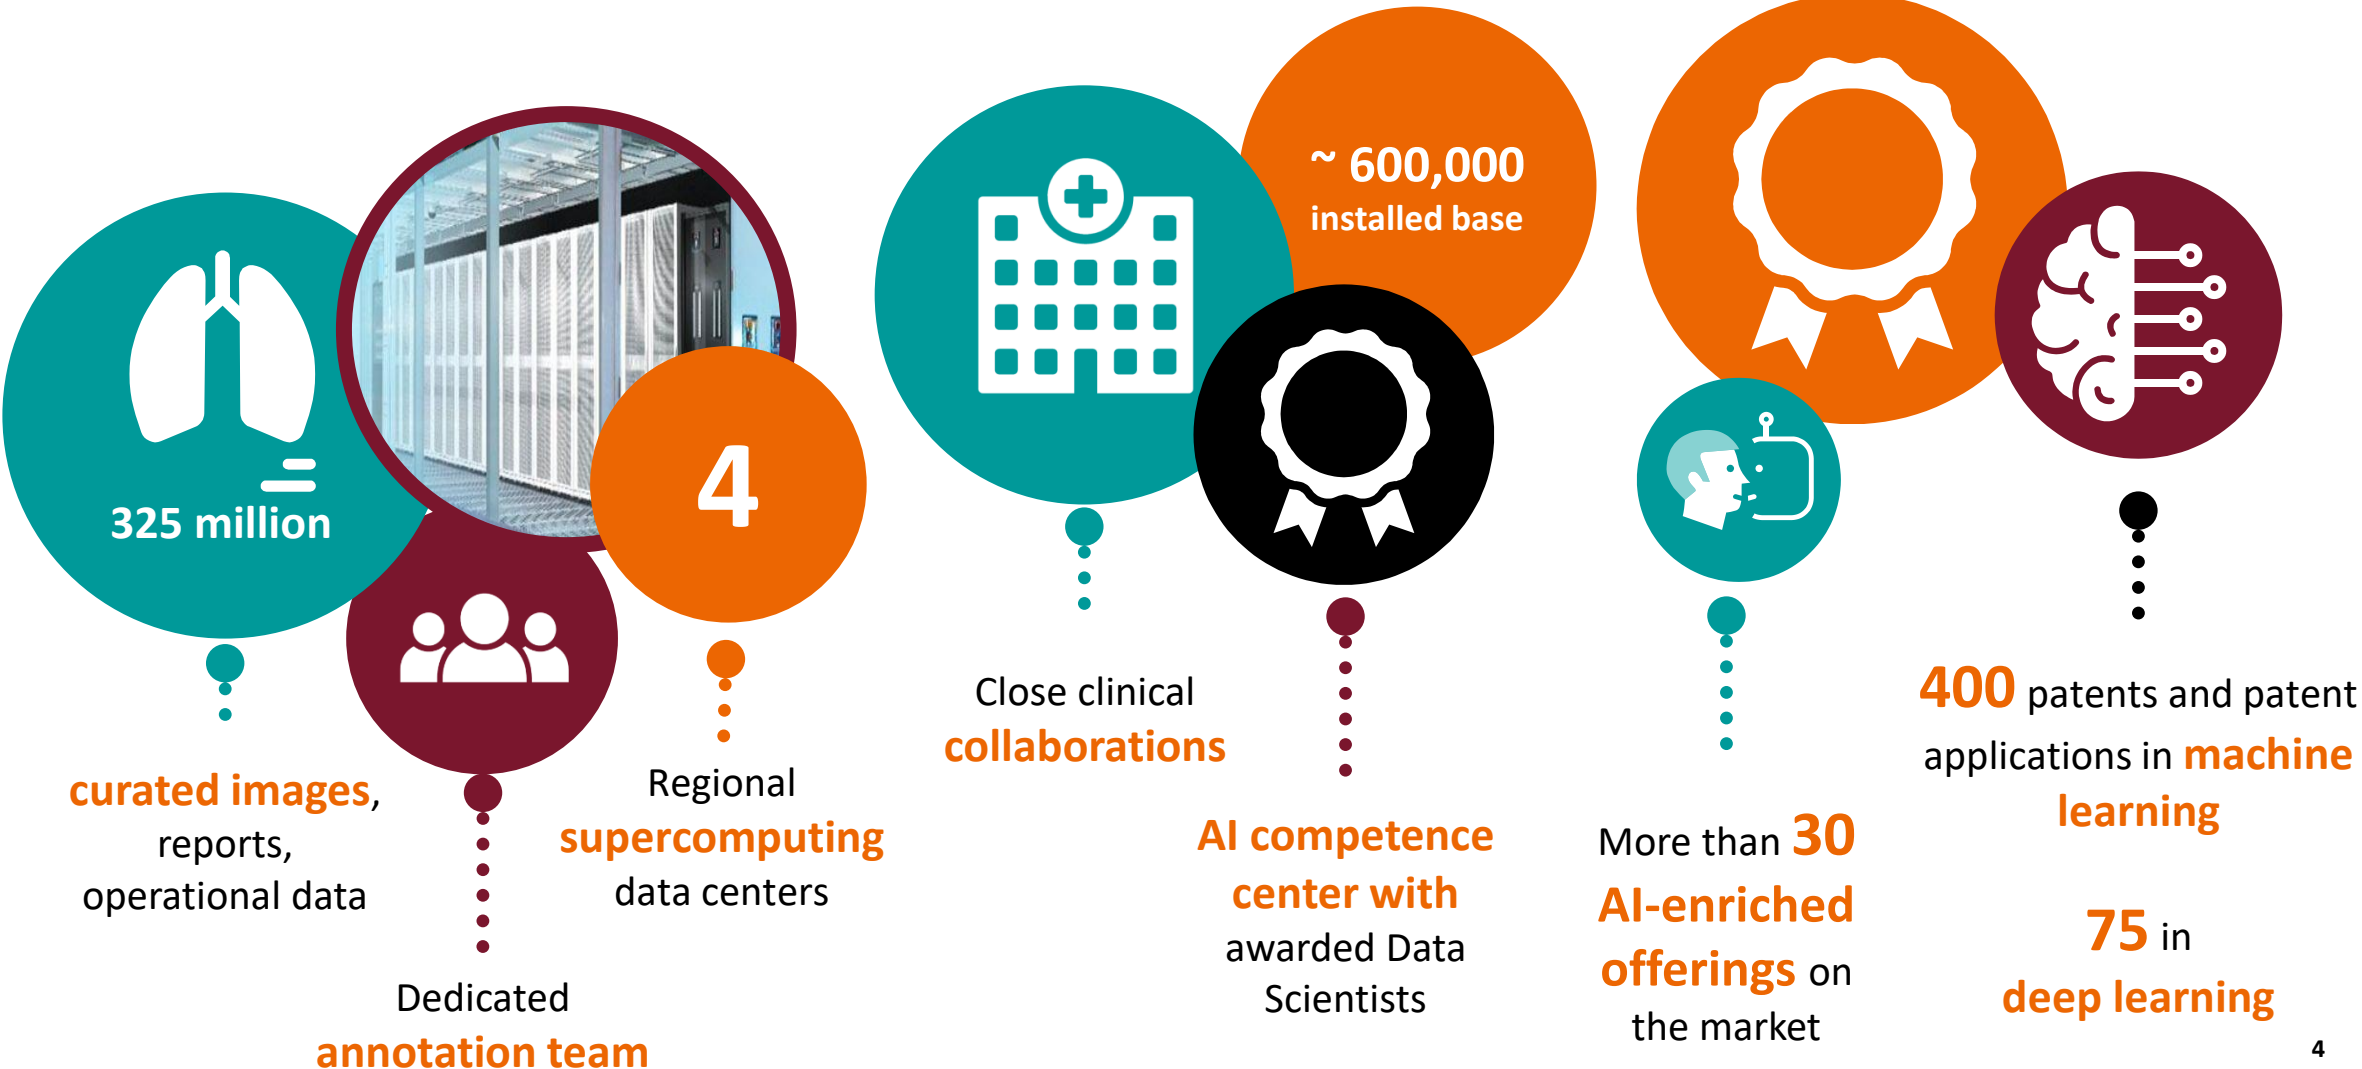 325 million
curated images,
reports,
operational data
Dedicated
annotation team
4
Regional
supercomputing
data centers
Close clinical
collaborations
~ 600,000
installed base
AI competence
center with
awarded Data
Scientists
More than 30
AI-enriched
offerings on
the market
400 patents and patent
applications in machine
learning
75 in
deep learning
4